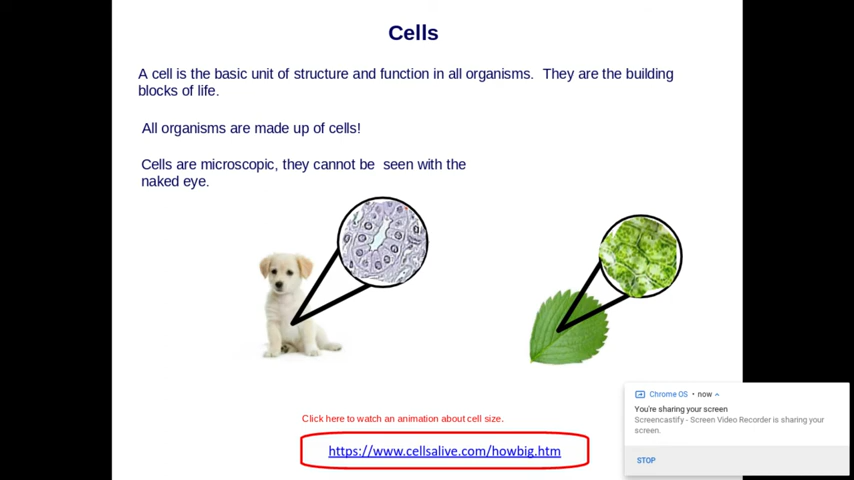 Cells
A cell is the basic unit of structure and function in all organisms.  They are the building
blocks of life.
All organisms are made up of cells!
Cells are microscopic, they cannot be  seen with the
naked eye.
Click here to watch an animation about cell size.
https://www.cellsalive.com/howbig.htm
Chrome OS • now
You're sharing your screen
Screencastify - Screen Video Recorder is sharing your
screen.
STOP